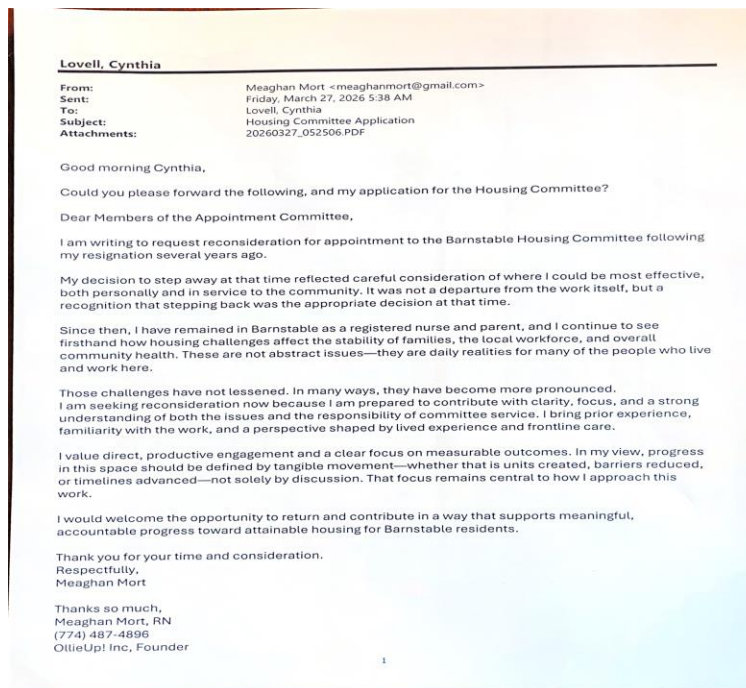 Lovell, Cynthia
From: Meaghan Mort <meaghanmort@gmail.com>
Sent: Friday, March 27, 2026 5:38 AM
To: Lovell, Cynthia
Subject: Housing Committee Application
Attachments: 20260327_052506.PDF
Good morning Cynthia,
Could you please forward the following, and my application for the Housing Committee?
Dear Members of the Appointment Committee,
I am writing to request reconsideration for appointment to the Barnstable Housing Committee following
my resignation several years ago.
My decision to step away at that time reflected careful consideration of where I could be most effective,
both personally and in service to the community. It was not a departure from the work itself, but a
recognition that stepping back was the appropriate decision at that time.
Since then, I have remained in Barnstable as a registered nurse and parent, and I continue to see
firsthand how housing challenges affect the stability of families, the local workforce, and overall
community health. These are not abstract issues—they are daily realities for many of the people who live
and work here.
Those challenges have not lessened. In many ways, they have become more pronounced.
I am seeking reconsideration now because I am prepared to contribute with clarity, focus, and a strong
understanding of both the issues and the responsibility of committee service. I bring prior experience,
familiarity with the work, and a perspective shaped by lived experience and frontline care.
I value direct, productive engagement and a clear focus on measurable outcomes. In my view, progress
in this space should be defined by tangible movement—whether that is units created, barriers reduced,
or timelines advanced—not solely by discussion. That focus remains central to how I approach this
work.
I would welcome the opportunity to return and contribute in a way that supports meaningful,
accountable progress toward attainable housing for Barnstable residents.
Thank you for your time and consideration.
Respectfully,
Meaghan Mort
Thanks so much,
Meaghan Mort, RN
(774) 487-4896
OllieUp! Inc, Founder
1